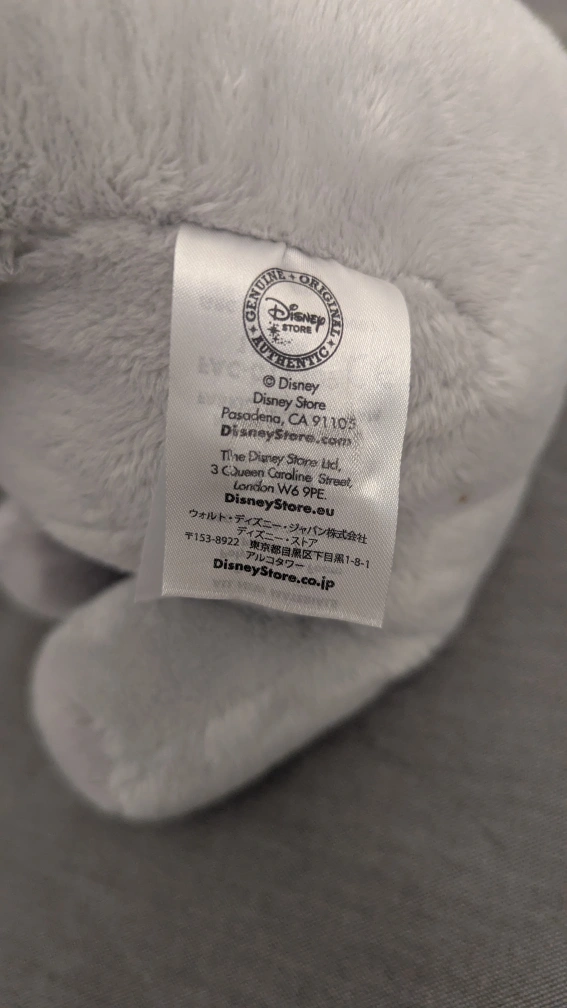 GENUINE ORIGINAL
Disney
STORE
AUTHENTIC
© Disney
Disney Store
Pasadena, CA 91105
DisneyStore.com
The Disney Store Ltd,
3 Queen Caroline Street,
London W6 9PE.
DisneyStore.eu
ウォルト・ディズニー・ジャパン株式会社
ディズニー・ストア
〒153-8922 東京都目黒区下目黒1-8-1
アルコタワー
DisneyStore.co.jp